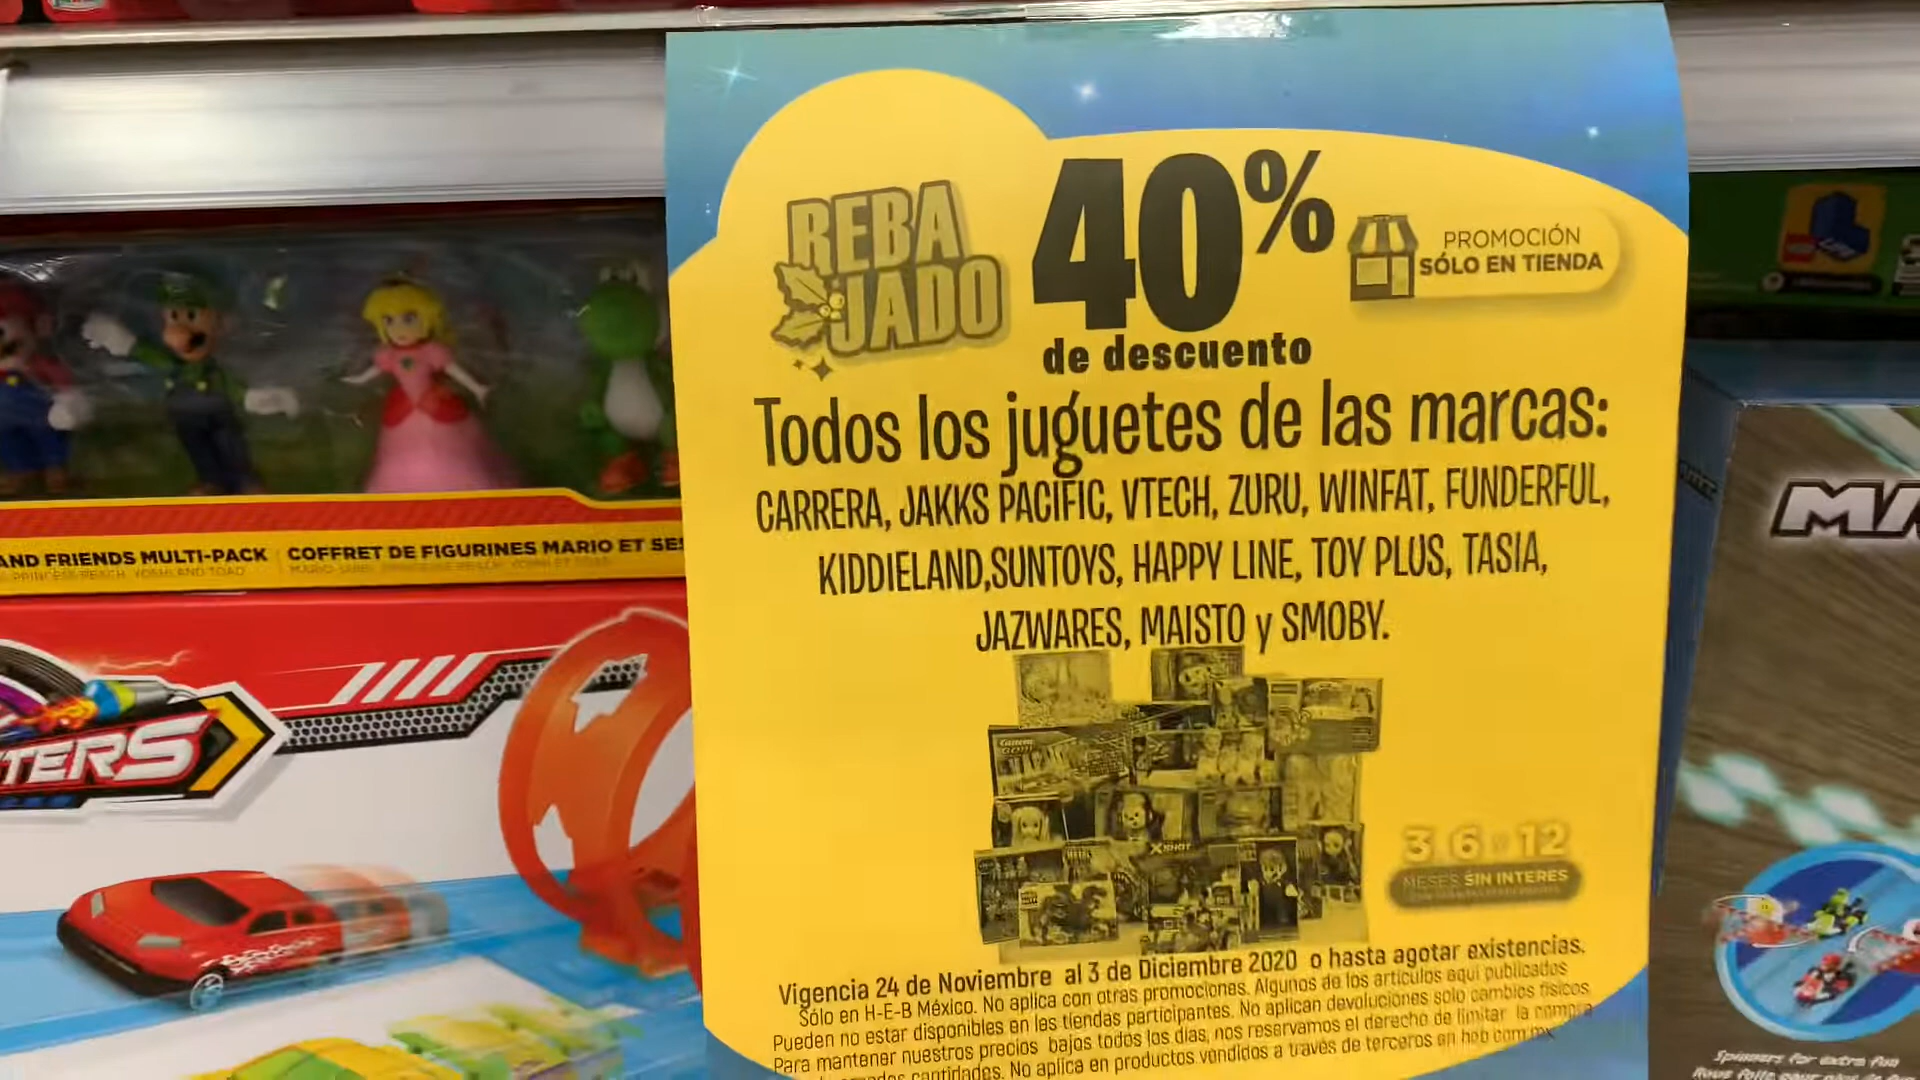 REBA
JADO
40%
de descuento
PROMOCIÓN
SÓLO EN TIENDA
Todos los juguetes de las marcas:
CARRERA, JAKKS PACIFIC, VTECH, ZURU, WINFAT, FUNDERFUL,
KIDDIELAND,SUNTOYS, HAPPY LINE, TOY PLUS, TASIA,
JAZWARES, MAISTO y SMOBY.
3 6 12
MESES SIN INTERES
Vigencia 24 de Noviembre al 3 de Diciembre 2020 o hasta agotar existencias.
Sólo en H-E-B México. No aplica con otras promociones. Algunos de los artículos aquí publicados
Pueden no estar disponibles en les tiendas participantes. No aplican devoluciones solo cambios físicos
Para mantener nuestros precios bajos todos los días, nos reservamos el derecho de limitar la compra
cantidades. No aplica en productos vendidos a través de terceros en heb.com.mx
AND FRIENDS MULTI-PACK
COFFRET DE FIGURINES MARIO ET SES
TERS
XSHOT
Spinners for extra fun